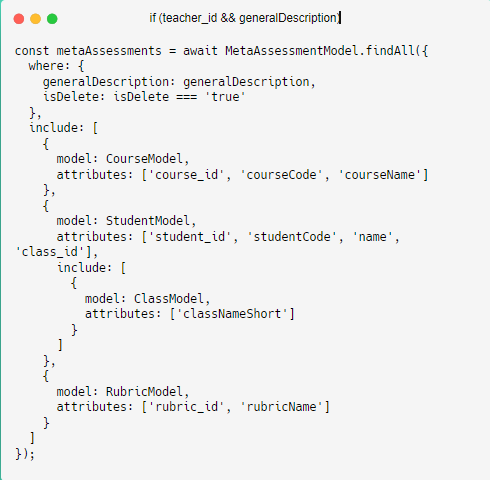 if (teacher_id && generalDescription)
const metaAssessments = await MetaAssessmentModel.findAll({
  where: {
    generalDescription: generalDescription,
    isDelete: isDelete === 'true'
  },
  include: [
    {
      model: CourseModel,
      attributes: ['course_id', 'courseCode', 'courseName']
    },
    {
      model: StudentModel,
      attributes: ['student_id', 'studentCode', 'name',
'class_id'],
      include: [
        {
          model: ClassModel,
          attributes: ['classNameShort']
        }
      ]
    },
    {
      model: RubricModel,
      attributes: ['rubric_id', 'rubricName']
    }
  ]
});